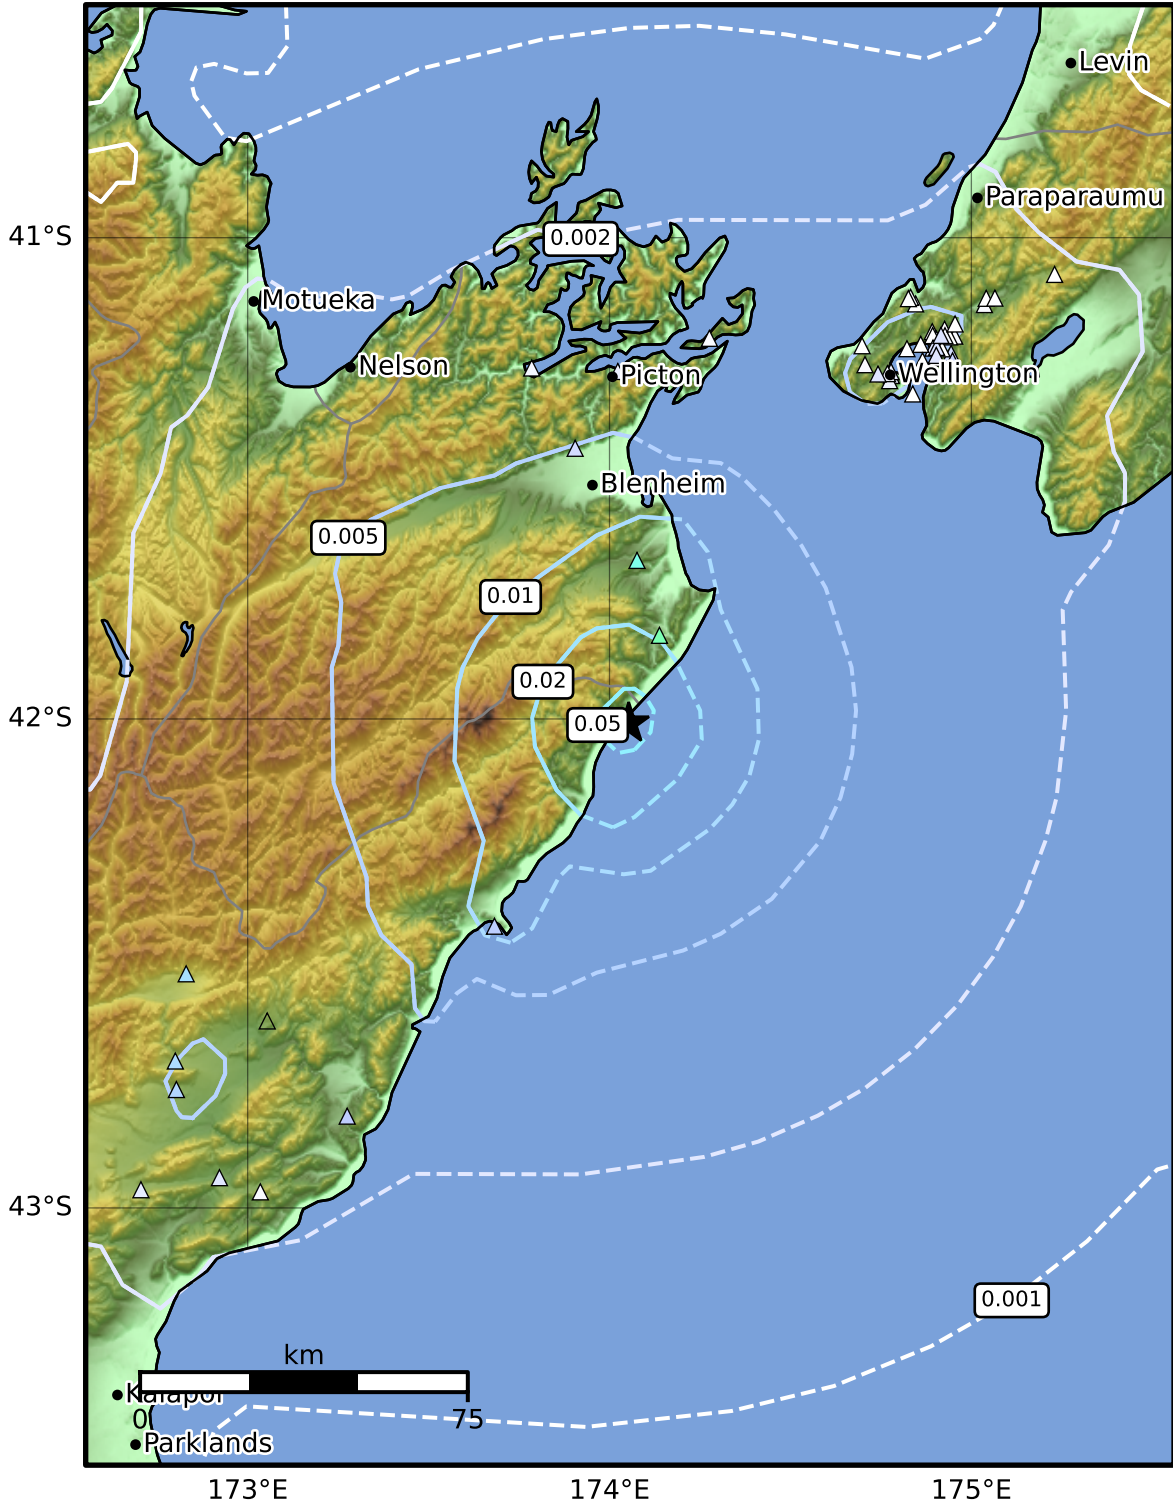 Levin
Paraparaumu
41°S
0.002
Motueka
Nelson
Picton
Wellington
Blenheim
0.005
0.01
0.02
42°S
0.05
43°S
0.001
km
Kaiapoi
0
75
Parklands
173°E
174°E
175°E